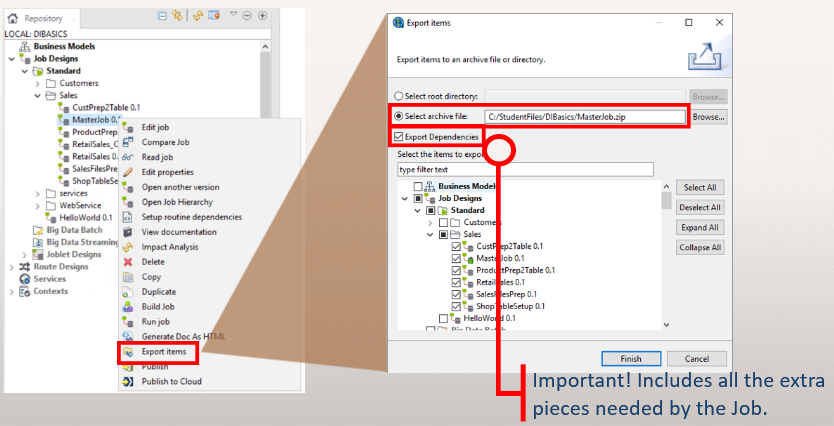 Repository
LOCAL: DIBASICS
Business Models
Job Designs
Standard
Customers
Sales
CustPrep2Table 0.1
MasterJob 0.1
ProductPrep
RetailSales_C
RetailSales 0.
SalesFilesPrep
ShopTableSe
services
WebService
HelloWorld 0.1
Big Data Batch
Big Data Streaming
Joblet Designs
Route Designs
Services
Contexts
Edit job
Compare Job
Read job
Edit properties
Open another version
Open Job Hierarchy
Setup routine dependencies
View documentation
Impact Analysis
Delete
Copy
Duplicate
Build Job
Run job
Generate Doc As HTML
Export items
Publish
Publish to Cloud
Export items
Export items to an archive file or directory.
Select root directory:
Browse...
Select archive file:
C:/StudentFiles/DIBasics/MasterJob.zip
Browse...
Export Dependencies
Select the items to expor
type filter text
Business Models
Job Designs
Standard
Customers
Sales
CustPrep2Table 0.1
MasterJob 0.1
ProductPrep2Table 0.1
RetailSales 0.1
SalesFilesPrep 0.1
ShopTableSetup 0.1
HelloWorld 0.1
Big Data Batch
Select All
Deselect All
Expand All
Collapse All
Finish
Cancel
Important! Includes all the extra
pieces needed by the Job.